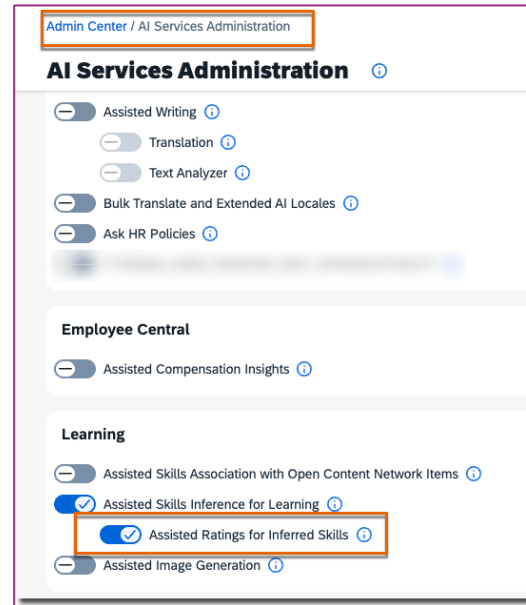 Admin Center / AI Services Administration
AI Services Administration
Assisted Writing
Translation
Text Analyzer
Bulk Translate and Extended AI Locales
Ask HR Policies
Employee Central
Assisted Compensation Insights
Learning
Assisted Skills Association with Open Content Network Items
Assisted Skills Inference for Learning
Assisted Ratings for Inferred Skills
Assisted Image Generation